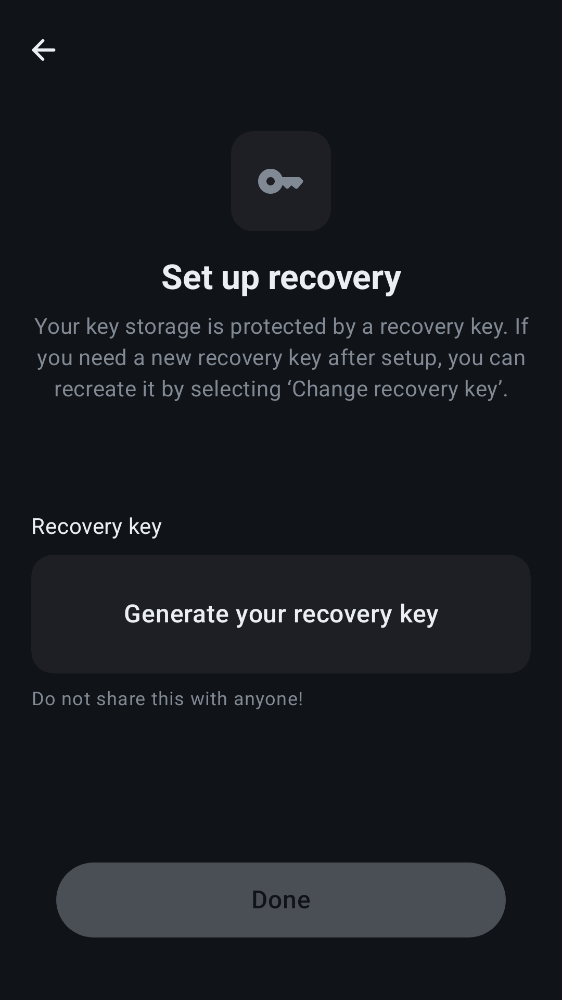 Set up recovery
Your key storage is protected by a recovery key. If
you need a new recovery key after setup, you can
recreate it by selecting ‘Change recovery key’.
Recovery key
Generate your recovery key
Do not share this with anyone!
Done